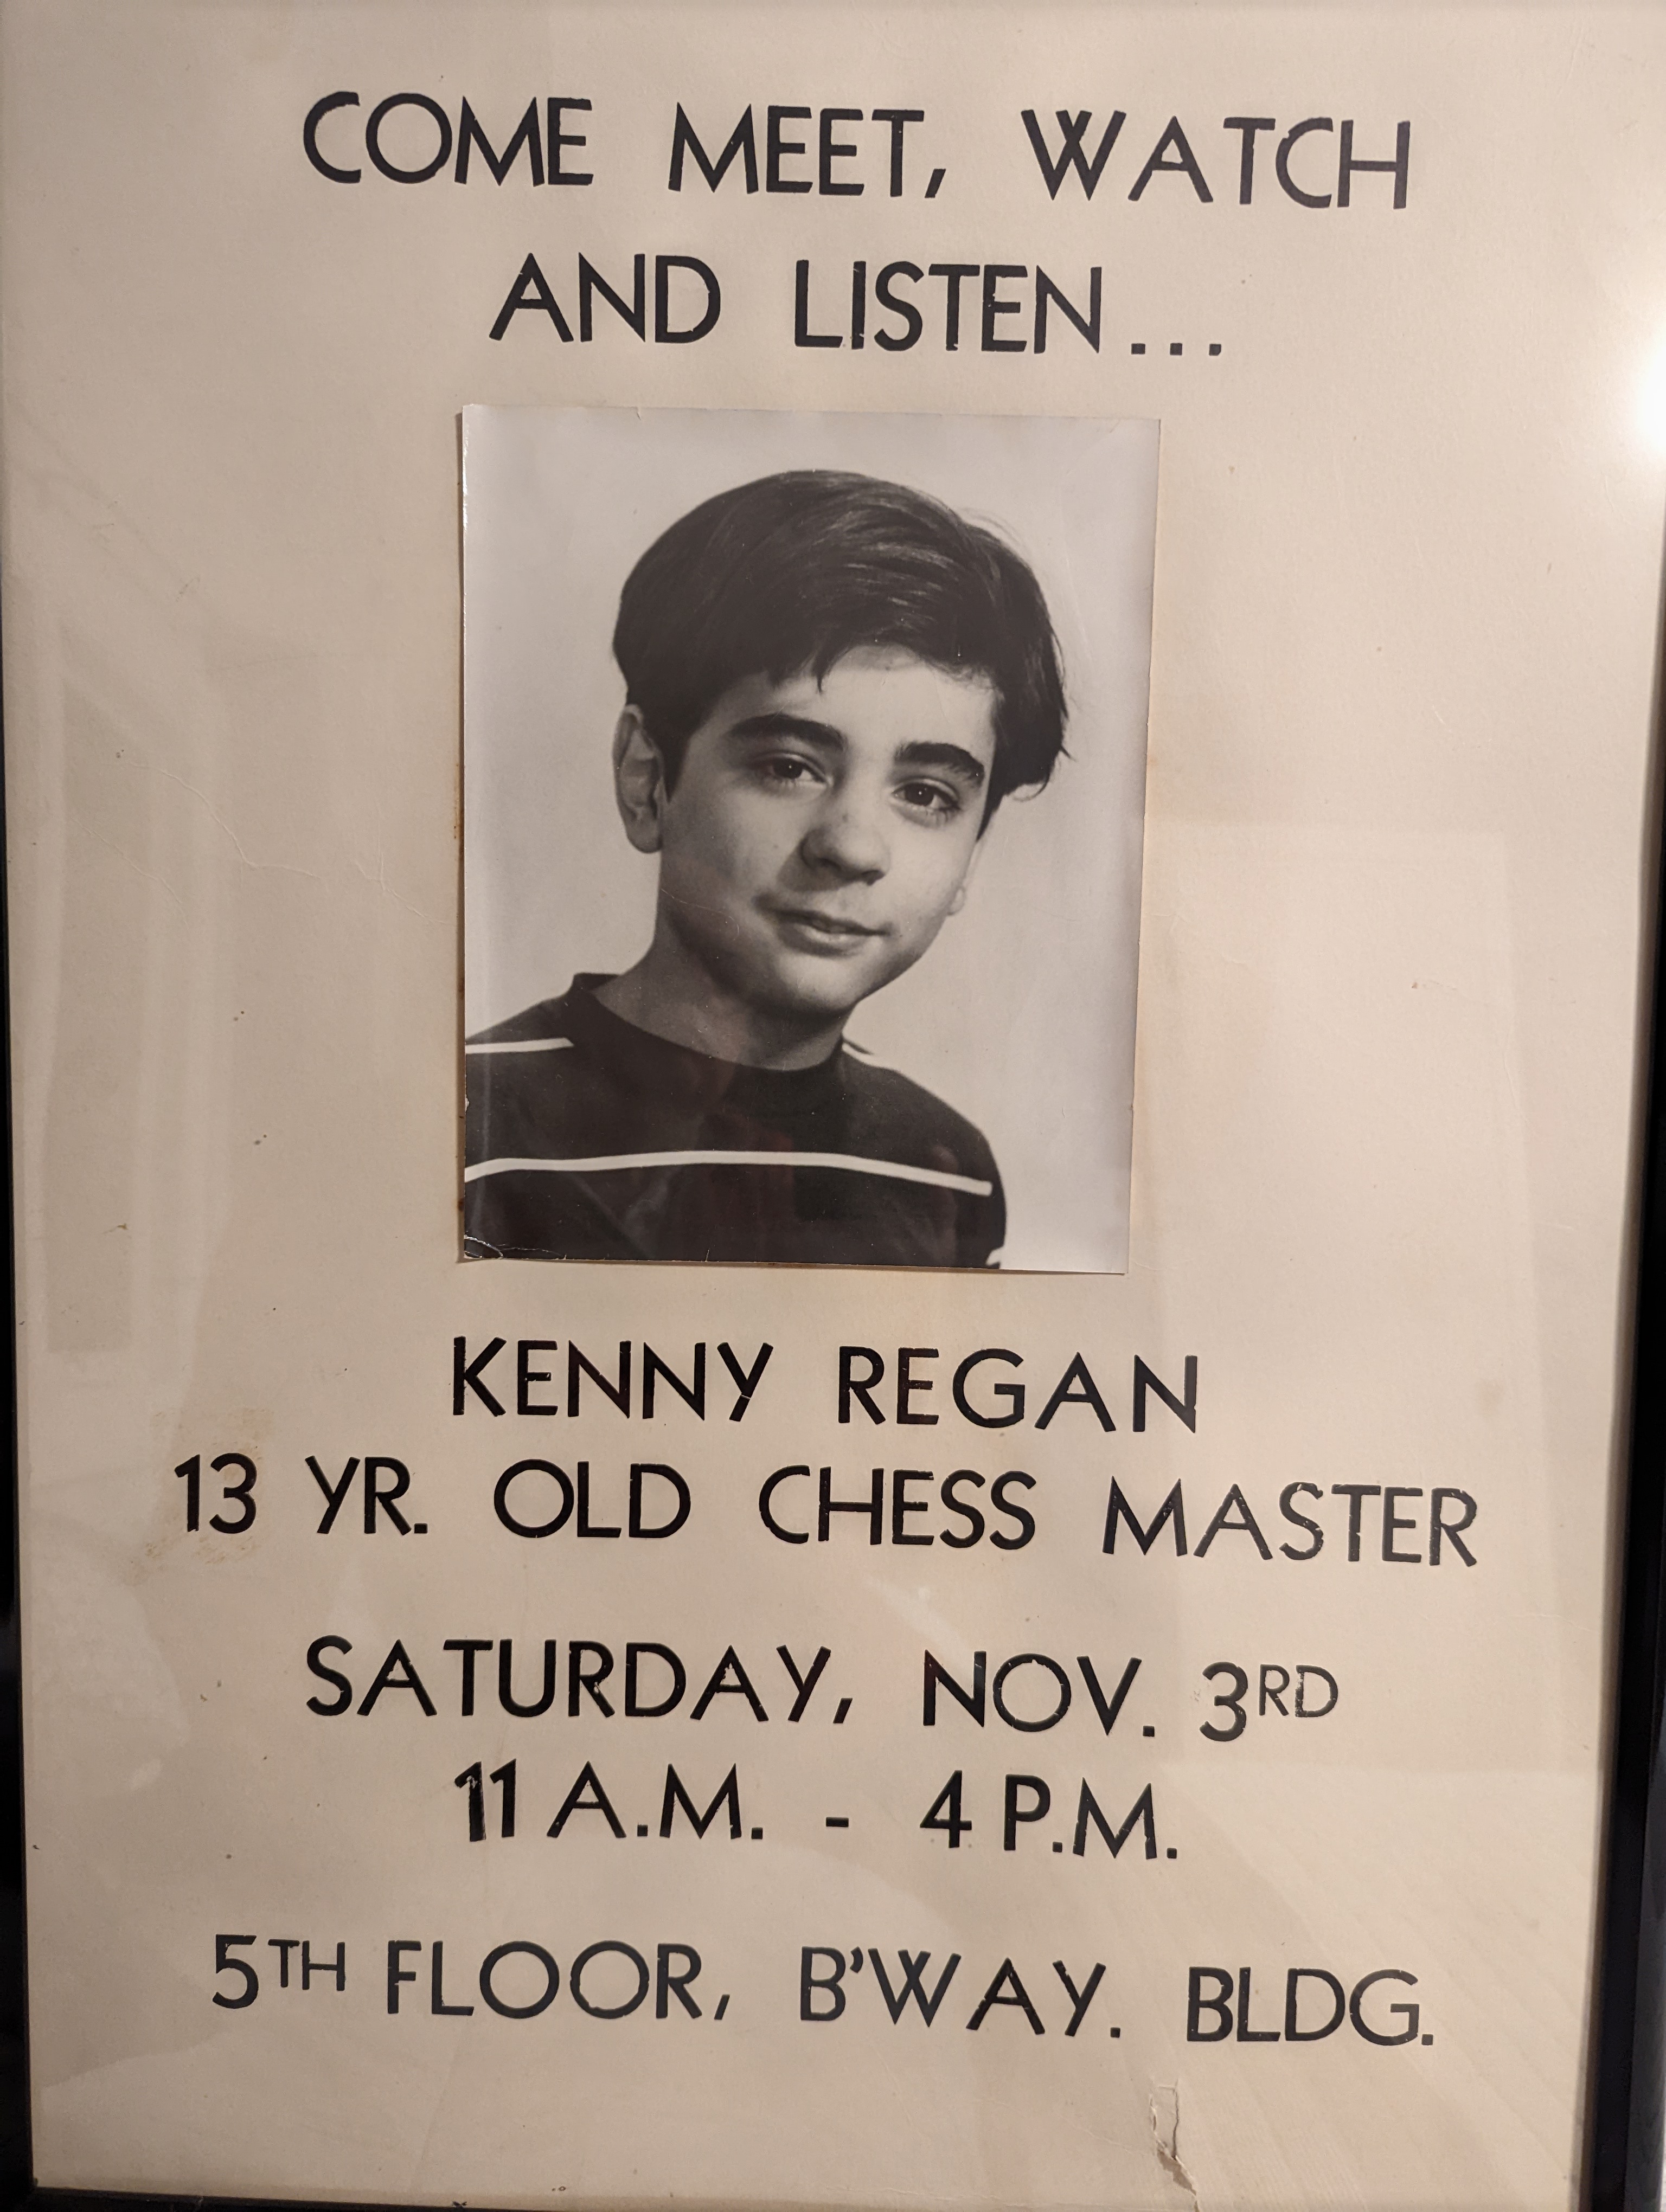 COME MEET, WATCH
AND LISTEN...
KENNY REGAN
13 YR. OLD CHESS MASTER
SATURDAY, NOV. 3RD
11 A.M. - 4 P.M.
5TH FLOOR, B'WAY. BLDG.